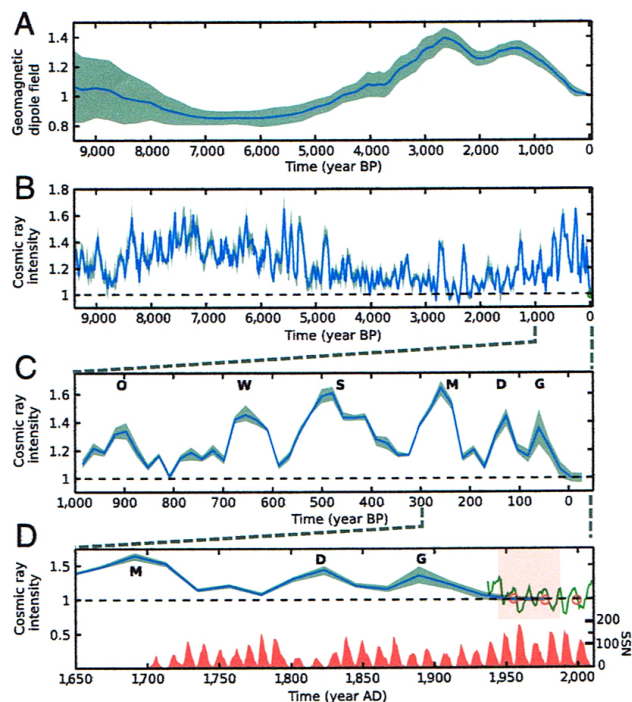 A
Geomagnetic
dipole field
1.4
1.2
1
0.8
9,000 8,000 7,000 6,000 5,000 4,000 3,000 2,000 1,000 0
Time (year BP)
B
Cosmic ray
intensity
1.8
1.6
1.4
1.2
1
9,000 8,000 7,000 6,000 5,000 4,000 3,000 2,000 1,000 0
Time (year BP)
C
Cosmic ray
intensity
1.6
1.4
1.2
1
O W S M D G
1,000 900 800 700 600 500 400 300 200 100 0
Time (year BP)
D
Cosmic ray
intensity
1.5
1
0.5
M D G
200
100
0
SSN
1,650 1,700 1,750 1,800 1,850 1,900 1,950 2,000
Time (year AD)